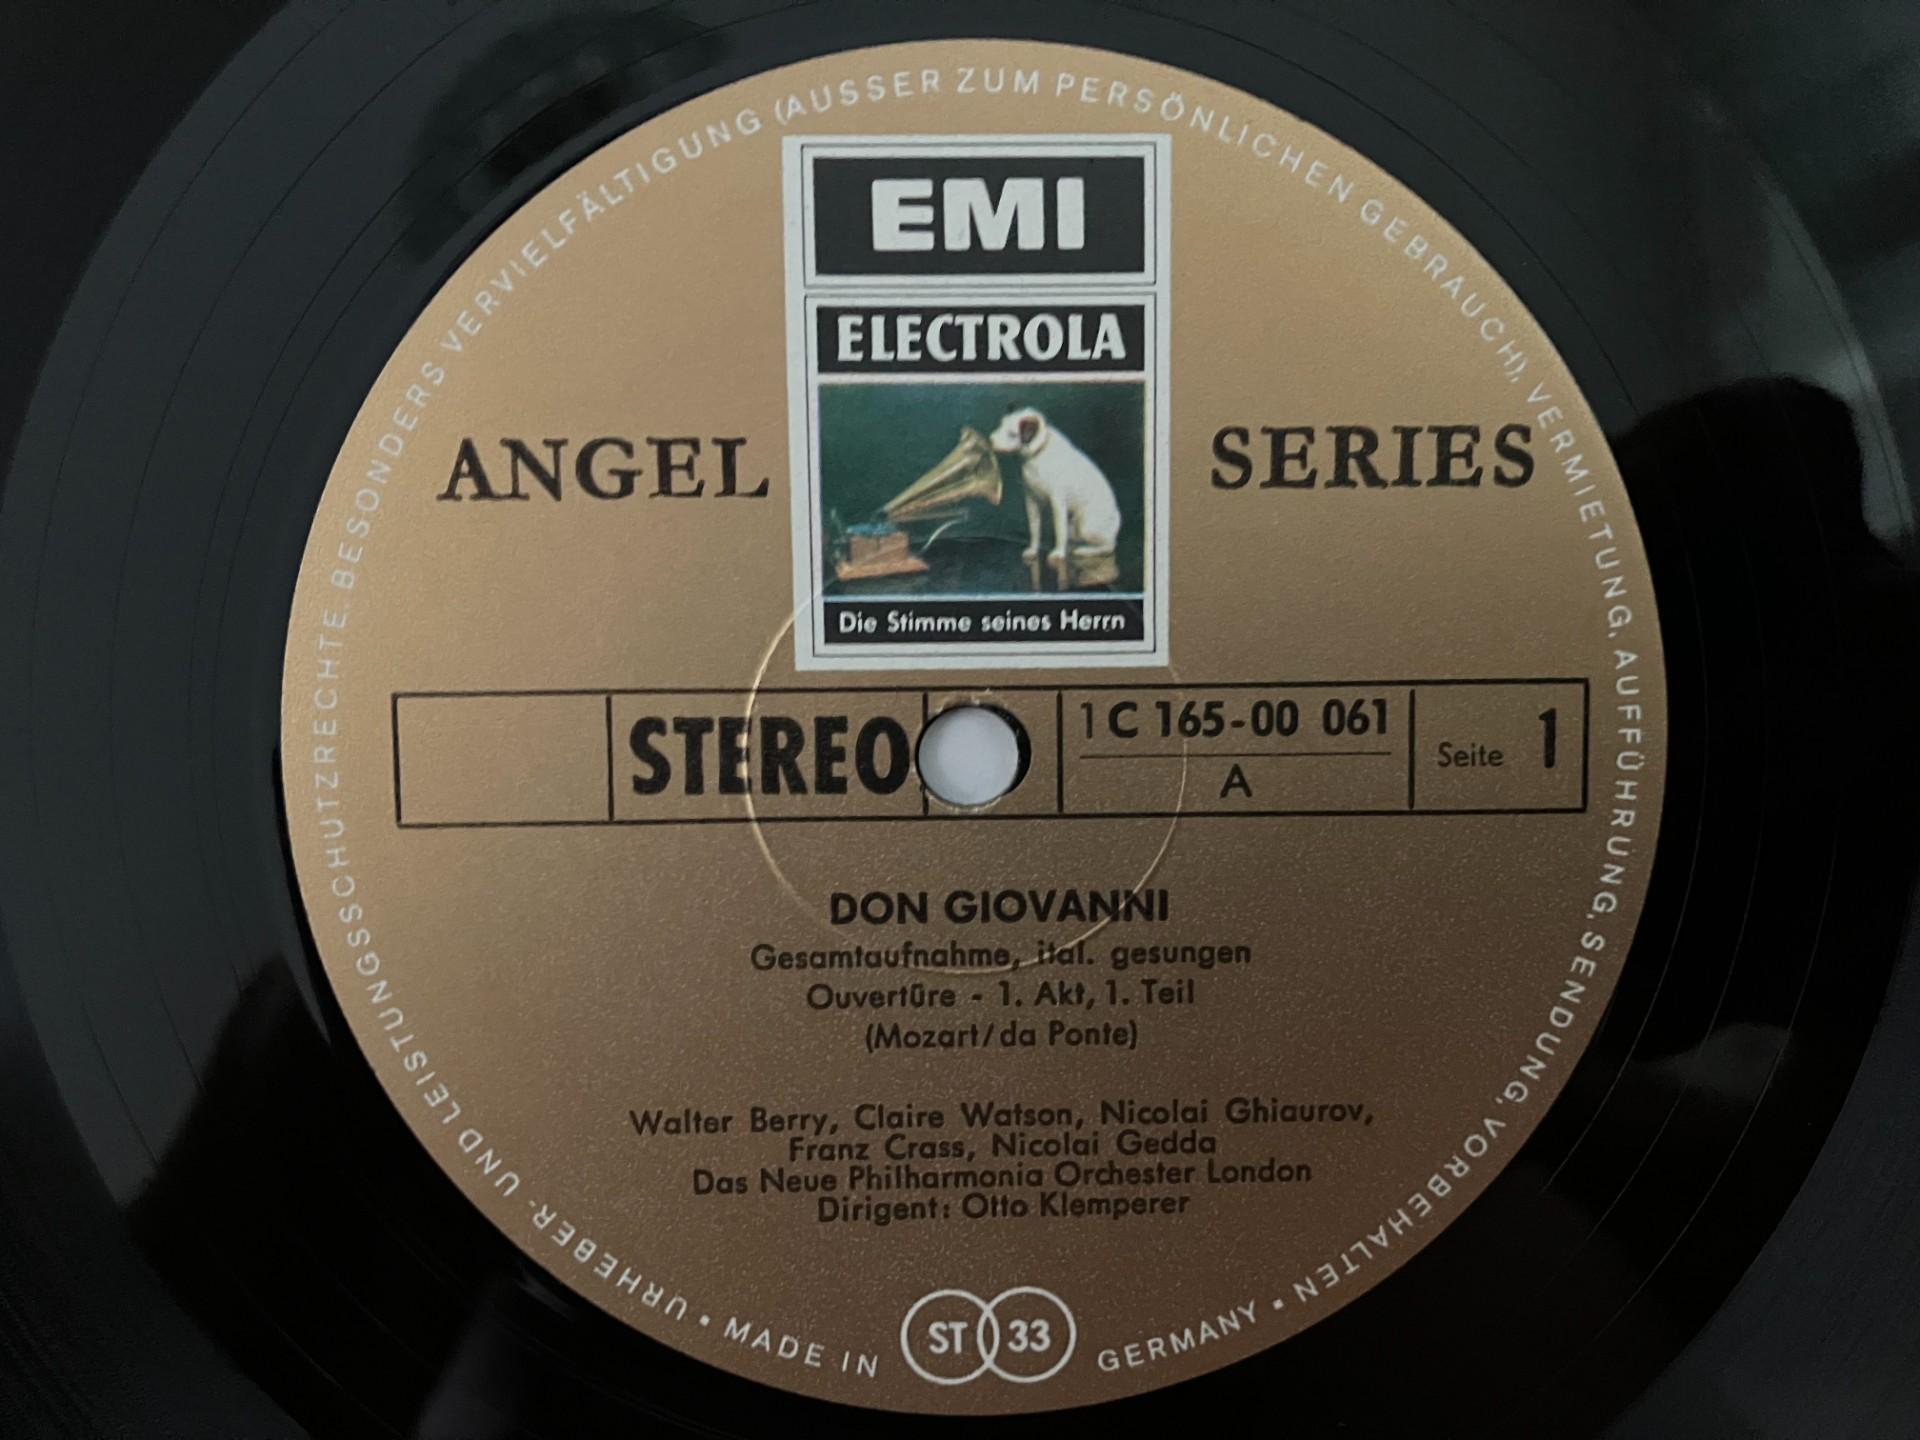 EMI
ELECTROLA
ANGEL SERIES
Die Stimme seines Herrn
STEREO
1 C 165-00 061
A
Seite 1
DON GIOVANNI
Gesamtaufnahme, ital. gesungen
Ouvertüre - 1. Akt, 1. Teil
(Mozart/da Ponte)
Walter Berry, Claire Watson, Nicolai Ghiaurov,
Franz Crass, Nicolai Gedda
Das Neue Philharmonia Orchester London
Dirigent: Otto Klemperer
ST 33
URHEBER- UND LEISTUNGSSCHUTZRECHTE, BESONDERS VERVIELFÄLTIGUNG (AUSSER ZUM PERSÖNLICHEN GEBRAUCH), VERMIETUNG, AUFFÜHRUNG, SENDUNG, VORBEHALTEN •
• MADE IN GERMANY